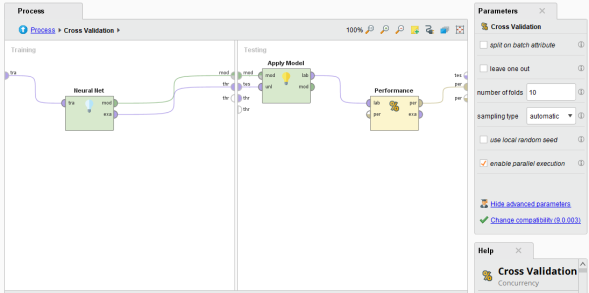 Process
Process
Cross Validation
100%
Training
Testing
tra
tra
Neural Net
mod
exa
mod
thr
thr
mod
tes
thr
thr
Apply Model
mod
unl
lab
mod
Performance
lab
per
per
exa
tes
per
per
Parameters
Cross Validation
split on batch attribute
leave one out
number of folds
10
sampling type
automatic
use local random seed
enable parallel execution
Hide advanced parameters
Change compatibility (9.0.003)
Help
Cross Validation
Concurrency